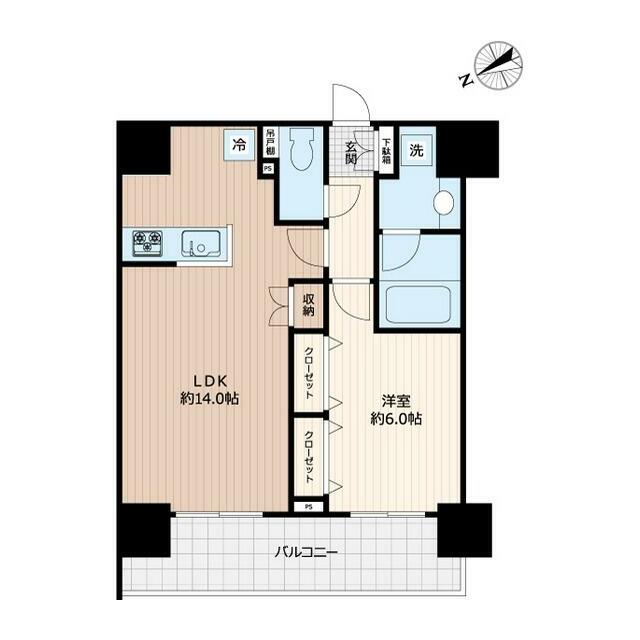 N
冷
吊戸棚
PS
玄関
下駄箱
洗
収納
クローゼット
LDK
約14.0帖
洋室
約6.0帖
クローゼット
PS
バルコニー